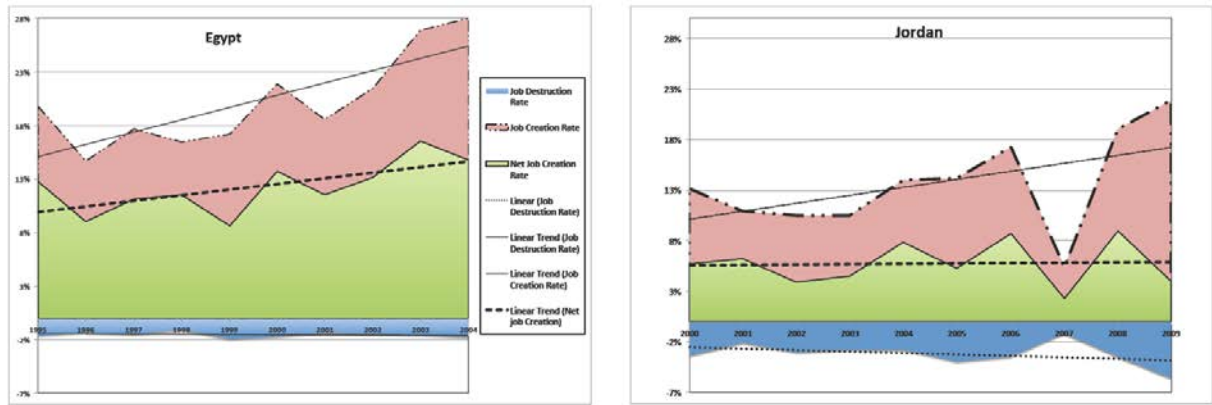 Egypt
28%
23%
18%
13%
8%
3%
-2%
-7%
1995 1996 1997 1998 1999 2000 2001 2002 2003 2004
Job Destruction
Rate
Job Creation Rate
Net Job Creation
Rate
Linear (Job
Destruction Rate)
Linear Trend (Job
Destruction Rate)
Linear Trend (Job
Creation Rate)
Linear Trend (Net
job Creation)
Jordan
28%
23%
18%
13%
8%
3%
-2%
-7%
2000 2001 2002 2003 2004 2005 2006 2007 2008 2009